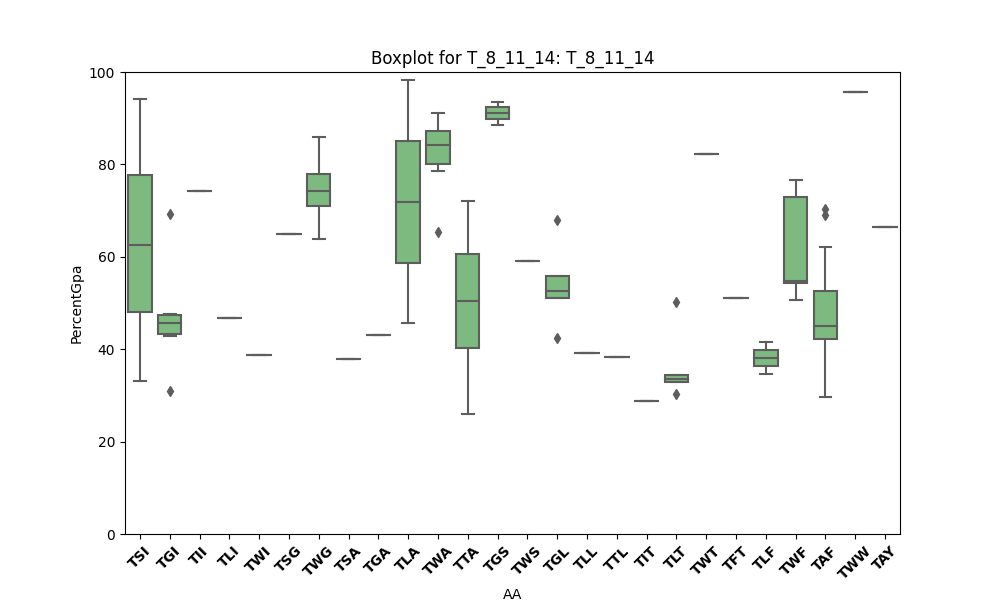 Boxplot for T_8_11_14: T_8_11_14
100
80
60
40
20
0
PercentGpa
TSI TGI TII TLI TWI TSG TWG TSA TGA TLA TWA TTA TGS TWS TGL TLL TTL TIT TLT TWT TFT TLF TWF TAF TWW TAY
AA